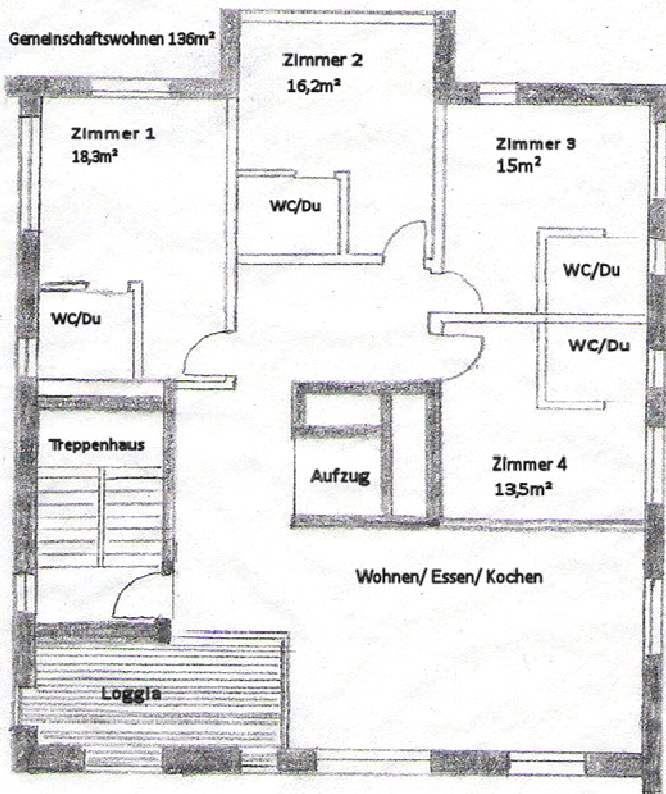 Gemeinschaftswohnen 136m²
Zimmer 2
16,2m²
Zimmer 1
18,3m²
Zimmer 3
15m²
WC/Du
WC/Du
WC/Du
WC/Du
Treppenhaus
Aufzug
Zimmer 4
13,5m²
Wohnen/ Essen/ Kochen
Loggia